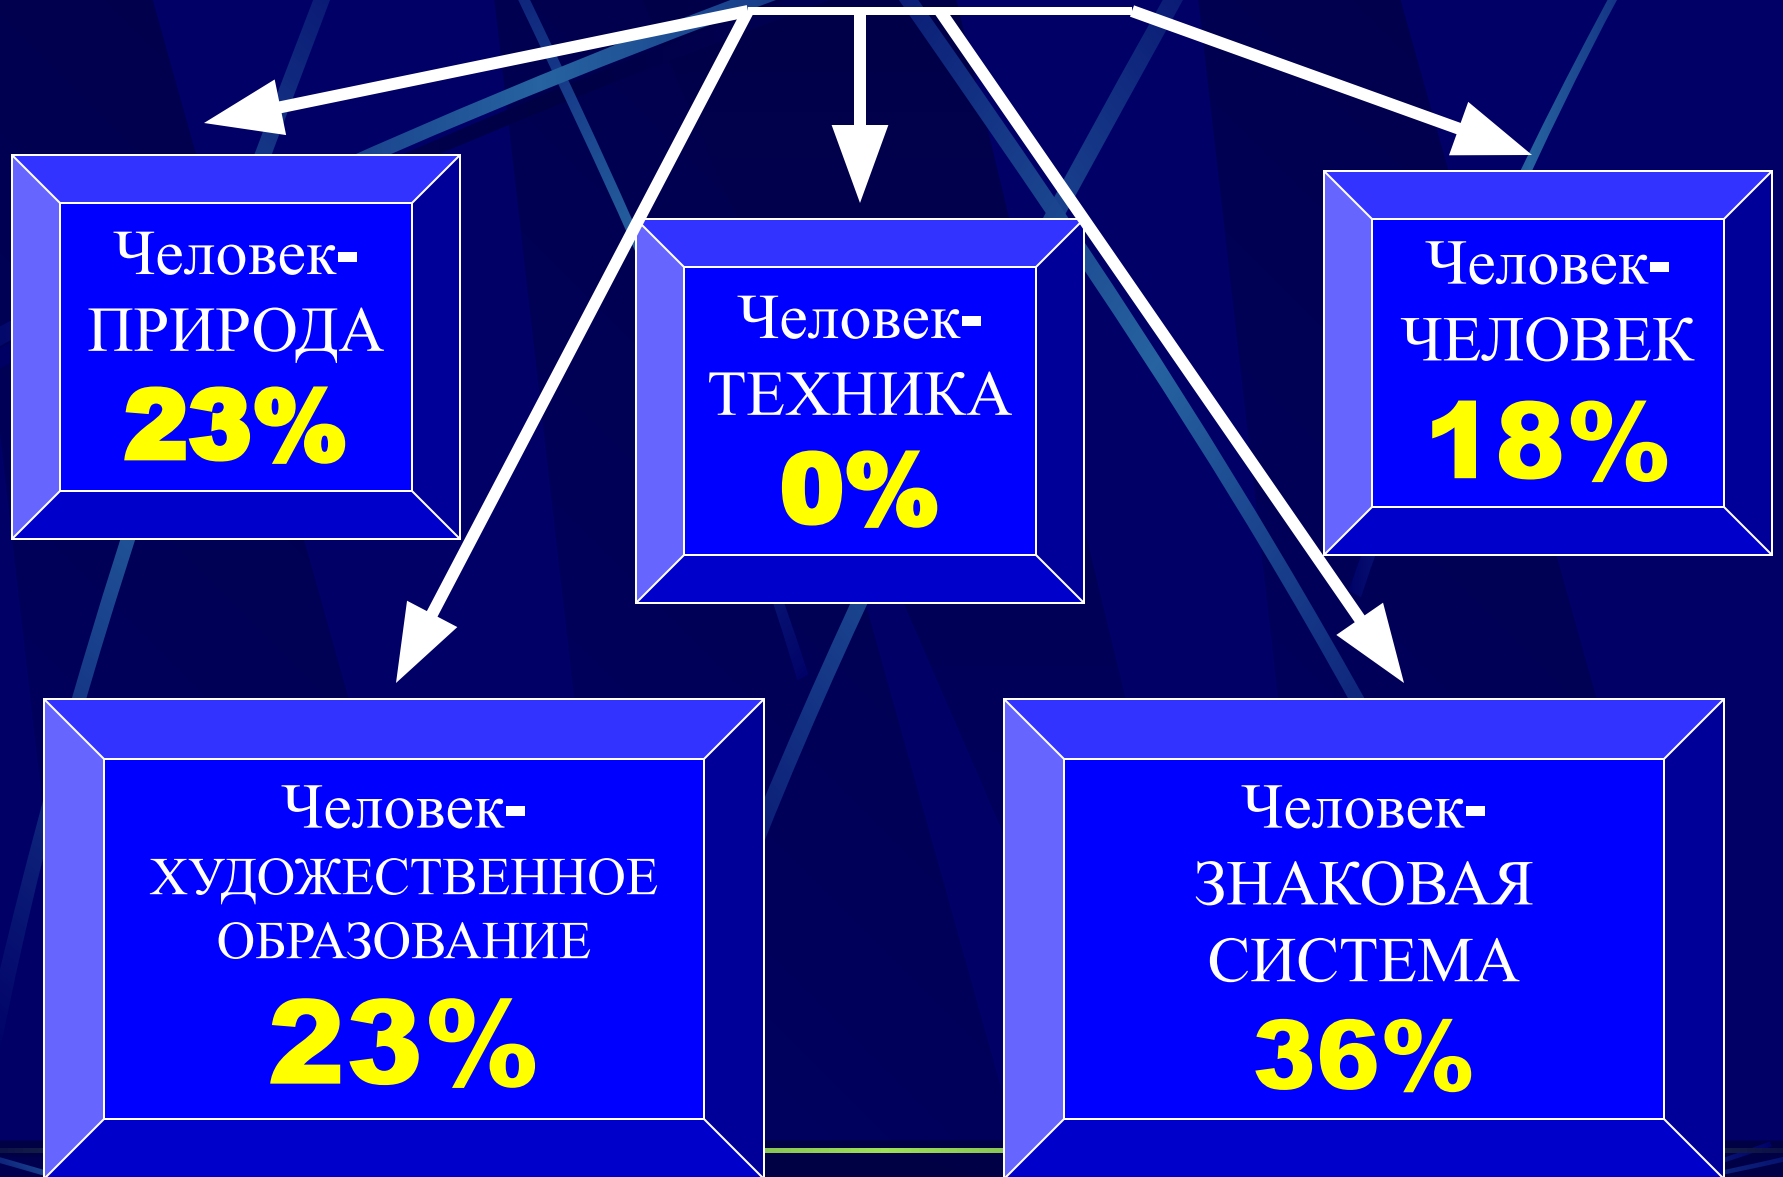 Человек-
ПРИРОДА
23%
Человек-
ТЕХНИКА
0%
Человек-
ЧЕЛОВЕК
18%
Человек-
ХУДОЖЕСТВЕННОЕ
ОБРАЗОВАНИЕ
23%
Человек-
ЗНАКОВАЯ
СИСТЕМА
36%